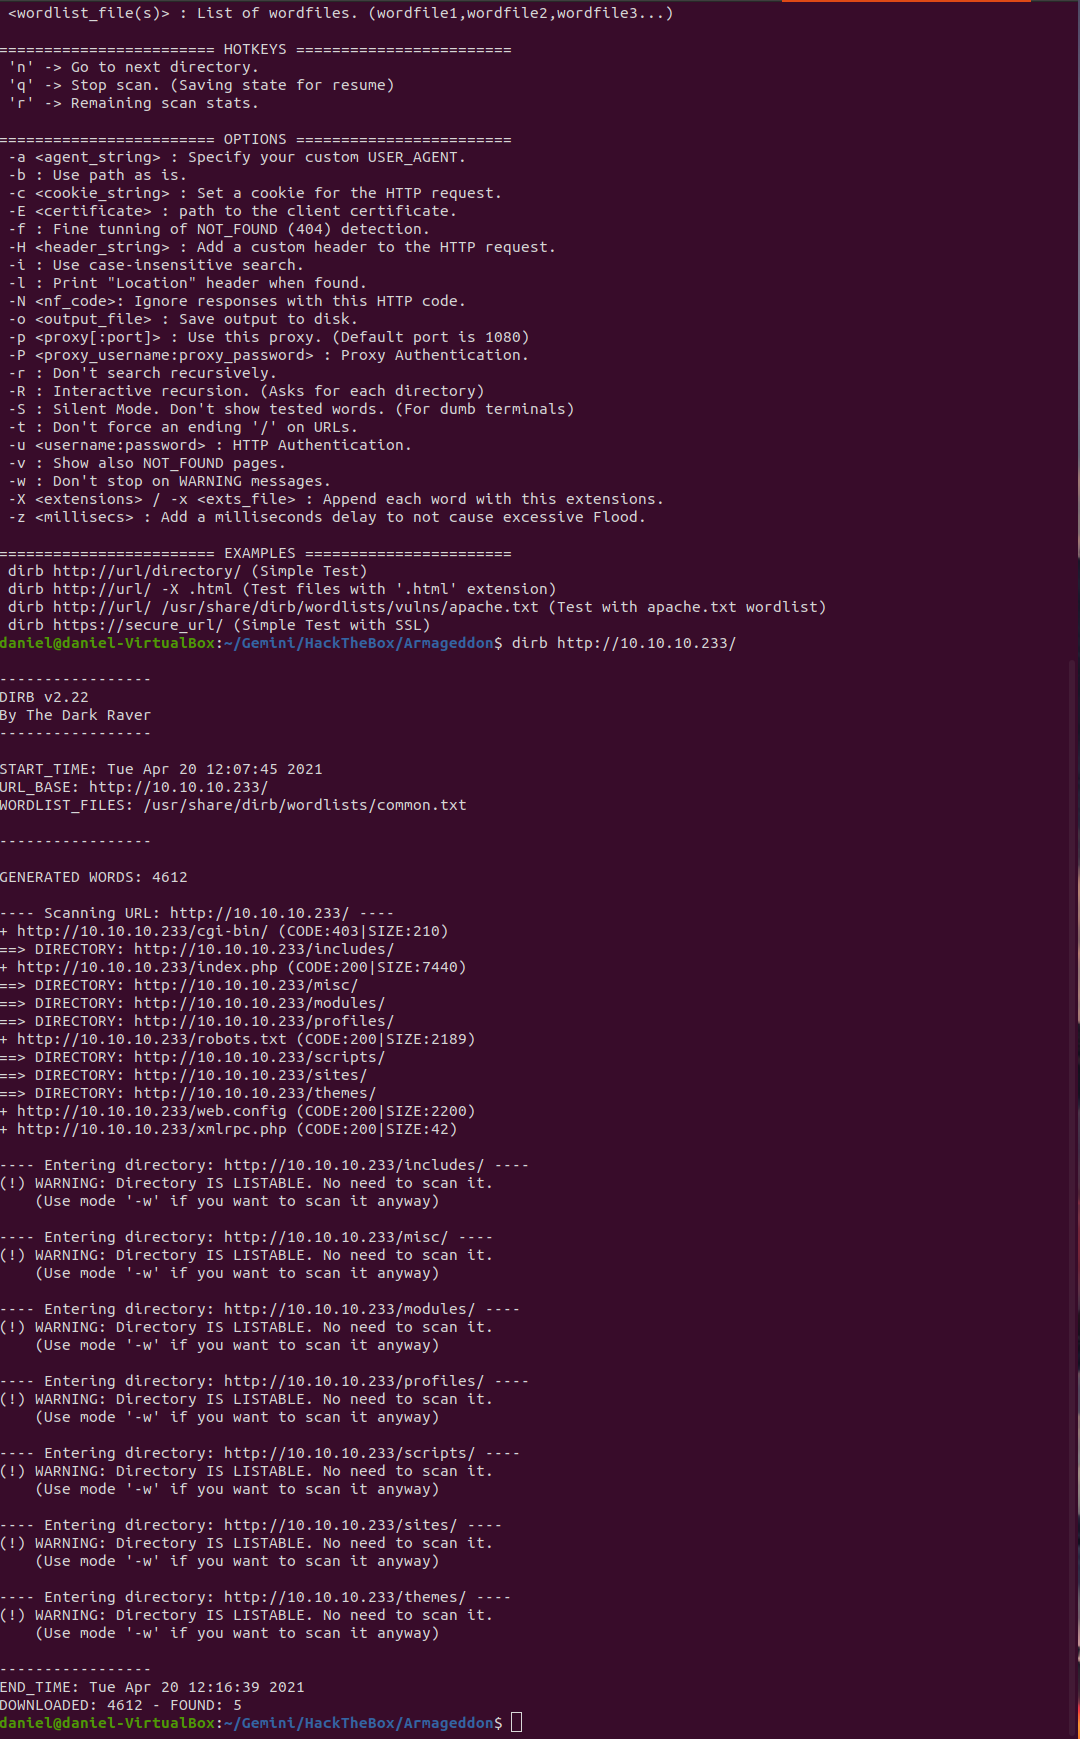 <wordlist_file(s)> : List of wordfiles. (wordfile1,wordfile2,wordfile3...)
======================== HOTKEYS ========================
'n' -> Go to next directory.
'q' -> Stop scan. (Saving state for resume)
'r' -> Remaining scan stats.
======================== OPTIONS ========================
-a <agent_string> : Specify your custom USER_AGENT.
-b : Use path as is.
-c <cookie_string> : Set a cookie for the HTTP request.
-E <certificate> : path to the client certificate.
-f : Fine tunning of NOT_FOUND (404) detection.
-H <header_string> : Add a custom header to the HTTP request.
-i : Use case-insensitive search.
-l : Print "Location" header when found.
-N <nf_code>: Ignore responses with this HTTP code.
-o <output_file> : Save output to disk.
-p <proxy[:port]> : Use this proxy. (Default port is 1080)
-P <proxy_username:proxy_password> : Proxy Authentication.
-r : Don't search recursively.
-R : Interactive recursion. (Asks for each directory)
-S : Silent Mode. Don't show tested words. (For dumb terminals)
-t : Don't force an ending '/' on URLs.
-u <username:password> : HTTP Authentication.
-v : Show also NOT_FOUND pages.
-w : Don't stop on WARNING messages.
-X <extensions> / -x <exts_file> : Append each word with this extensions.
-z <millisecs> : Add a milliseconds delay to not cause excessive Flood.
======================== EXAMPLES =======================
dirb http://url/directory/ (Simple Test)
dirb http://url/ -X .html (Test files with '.html' extension)
dirb http://url/ /usr/share/dirb/wordlists/vulns/apache.txt (Test with apache.txt wordlist)
dirb https://secure_url/ (Simple Test with SSL)
daniel@daniel-VirtualBox:~/Gemini/HackTheBox/Armageddon$ dirb http://10.10.10.233/
-----------------
DIRB v2.22
By The Dark Raver
-----------------
START_TIME: Tue Apr 20 12:07:45 2021
URL_BASE: http://10.10.10.233/
WORDLIST_FILES: /usr/share/dirb/wordlists/common.txt
-----------------
GENERATED WORDS: 4612
---- Scanning URL: http://10.10.10.233/ ----
+ http://10.10.10.233/cgi-bin/ (CODE:403|SIZE:210)
==> DIRECTORY: http://10.10.10.233/includes/
+ http://10.10.10.233/index.php (CODE:200|SIZE:7440)
==> DIRECTORY: http://10.10.10.233/misc/
==> DIRECTORY: http://10.10.10.233/modules/
==> DIRECTORY: http://10.10.10.233/profiles/
+ http://10.10.10.233/robots.txt (CODE:200|SIZE:2189)
==> DIRECTORY: http://10.10.10.233/scripts/
==> DIRECTORY: http://10.10.10.233/sites/
==> DIRECTORY: http://10.10.10.233/themes/
+ http://10.10.10.233/web.config (CODE:200|SIZE:2200)
+ http://10.10.10.233/xmlrpc.php (CODE:200|SIZE:42)
---- Entering directory: http://10.10.10.233/includes/ ----
(!) WARNING: Directory IS LISTABLE. No need to scan it.
(Use mode '-w' if you want to scan it anyway)
---- Entering directory: http://10.10.10.233/misc/ ----
(!) WARNING: Directory IS LISTABLE. No need to scan it.
(Use mode '-w' if you want to scan it anyway)
---- Entering directory: http://10.10.10.233/modules/ ----
(!) WARNING: Directory IS LISTABLE. No need to scan it.
(Use mode '-w' if you want to scan it anyway)
---- Entering directory: http://10.10.10.233/profiles/ ----
(!) WARNING: Directory IS LISTABLE. No need to scan it.
(Use mode '-w' if you want to scan it anyway)
---- Entering directory: http://10.10.10.233/scripts/ ----
(!) WARNING: Directory IS LISTABLE. No need to scan it.
(Use mode '-w' if you want to scan it anyway)
---- Entering directory: http://10.10.10.233/sites/ ----
(!) WARNING: Directory IS LISTABLE. No need to scan it.
(Use mode '-w' if you want to scan it anyway)
---- Entering directory: http://10.10.10.233/themes/ ----
(!) WARNING: Directory IS LISTABLE. No need to scan it.
(Use mode '-w' if you want to scan it anyway)
-----------------
END_TIME: Tue Apr 20 12:16:39 2021
DOWNLOADED: 4612 - FOUND: 5
daniel@daniel-VirtualBox:~/Gemini/HackTheBox/Armageddon$